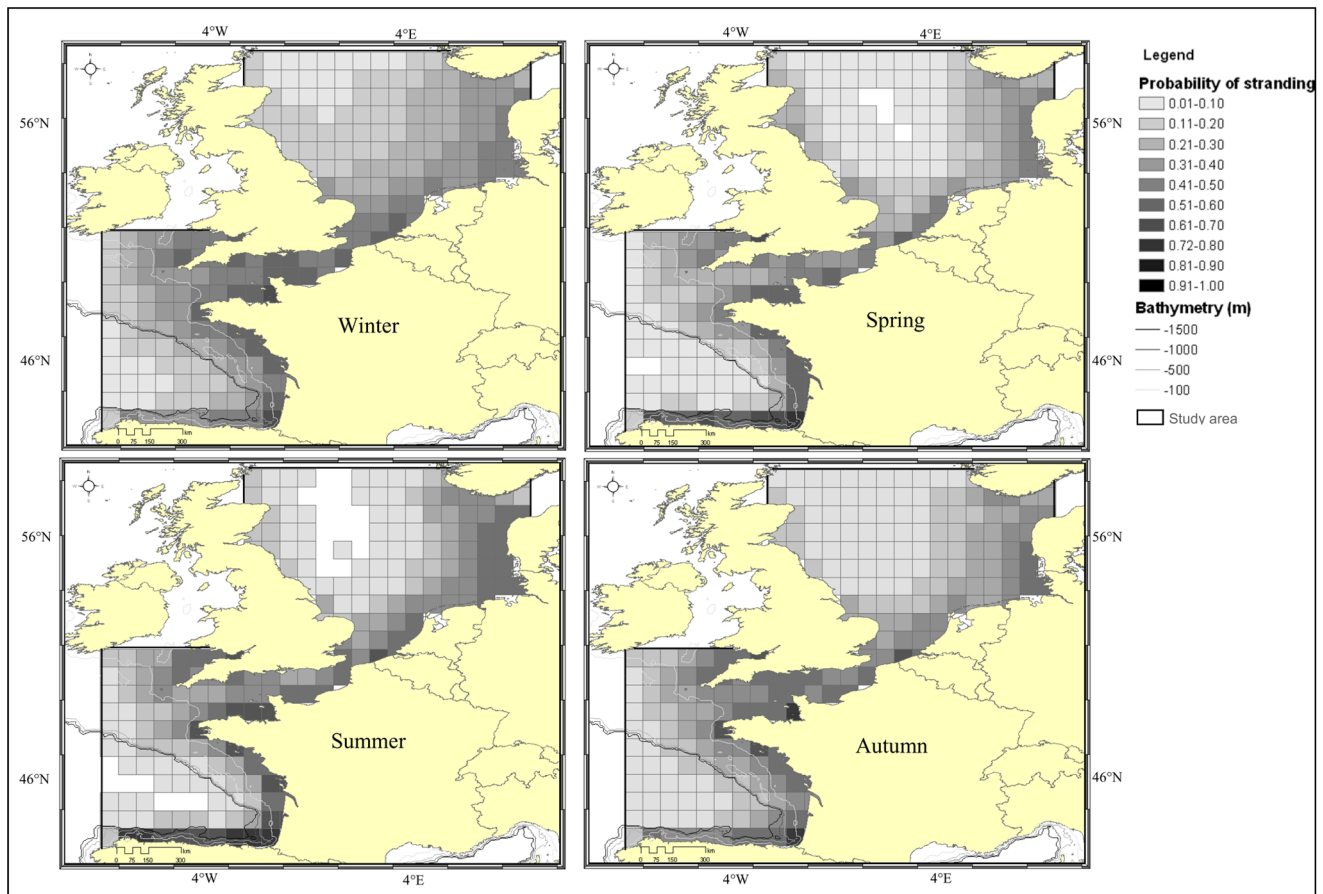 4°W
4°E
4°W
4°E
Legend
Probability of stranding
0.01-0.10
0.11-0.20
0.21-0.30
0.31-0.40
0.41-0.50
0.51-0.60
0.61-0.70
0.72-0.80
0.81-0.90
0.91-1.00
Bathymetry (m)
-1500
-1000
-500
-100
Study area
56°N
56°N
46°N
46°N
Winter
Spring
0 75 150 300
km
0 75 150 300
km
56°N
56°N
46°N
46°N
Summer
Autumn
0 75 150 300
km
0 75 150 300
km
4°W
4°E
4°W
4°E